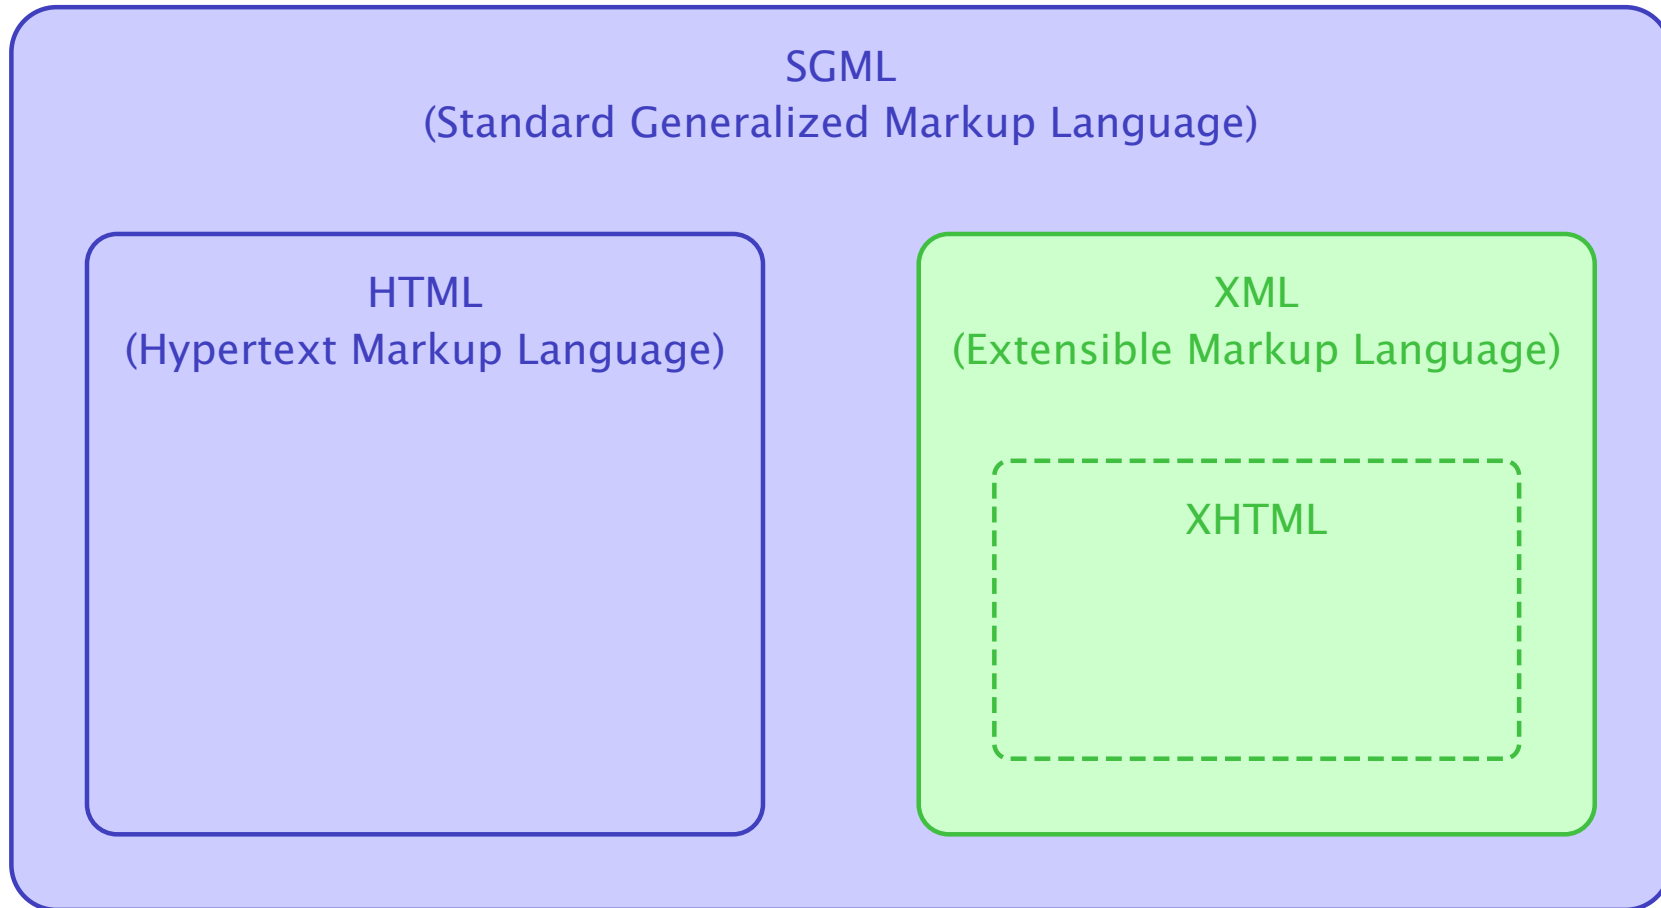 SGML
(Standard Generalized Markup Language)
HTML
(Hypertext Markup Language)
XML
(Extensible Markup Language)
XHTML